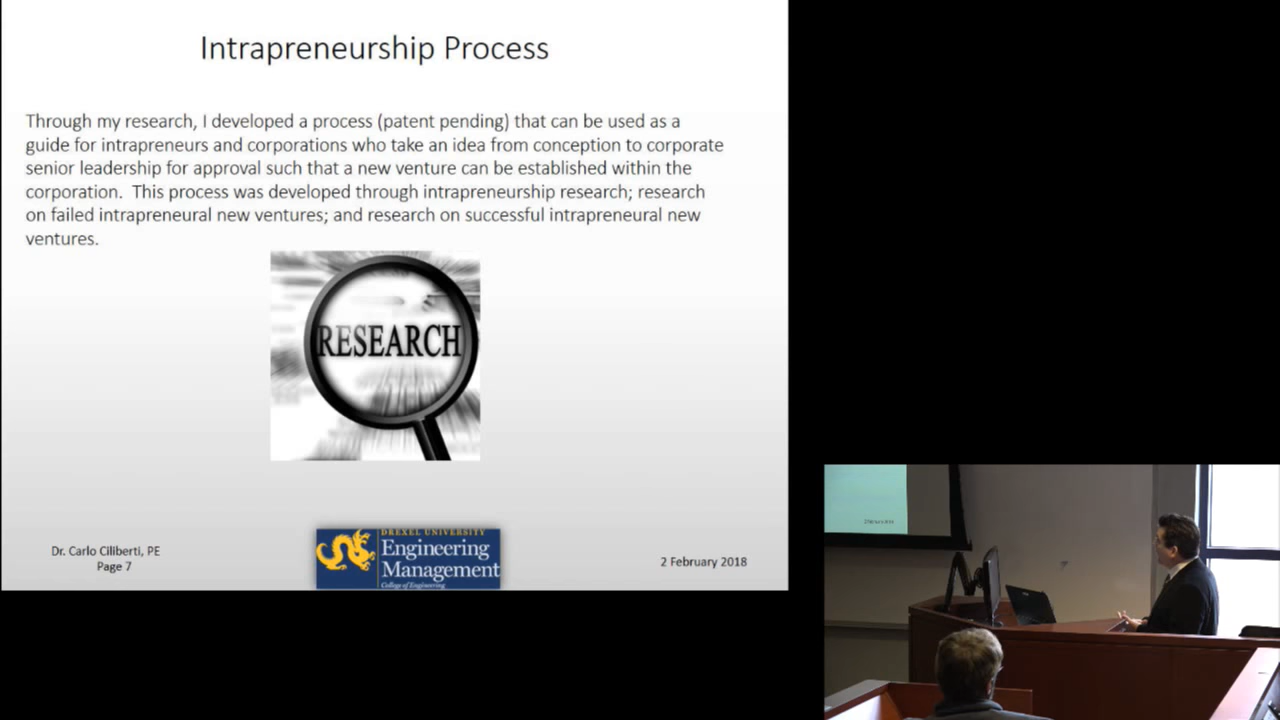 Intrapreneurship Process
Through my research, I developed a process (patent pending) that can be used as a
guide for intrapreneurs and corporations who take an idea from conception to corporate
senior leadership for approval such that a new venture can be established within the
corporation.  This process was developed through intrapreneurship research; research
on failed intrapreneural new ventures; and research on successful intrapreneural new
ventures.
RESEARCH
Dr. Carlo Ciliberti, PE
Page 7
DREXEL UNIVERSITY
Engineering
Management
College of Engineering
2 February 2018